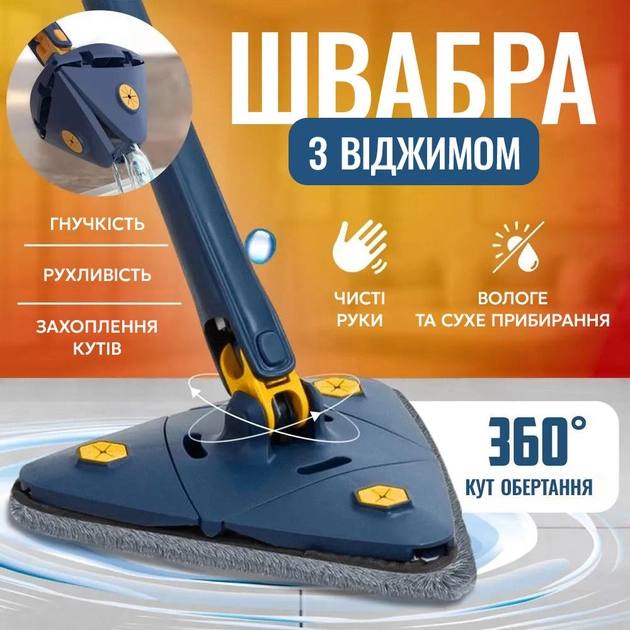 ШВАБРА
З ВІДЖИМОМ
ГНУЧКІСТЬ
РУХЛИВІСТЬ
ЗАХОПЛЕННЯ
КУТІВ
ЧИСТІ
РУКИ
ВОЛОГЕ
ТА СУХЕ ПРИБИРАННЯ
360°
КУТ ОБЕРТАННЯ